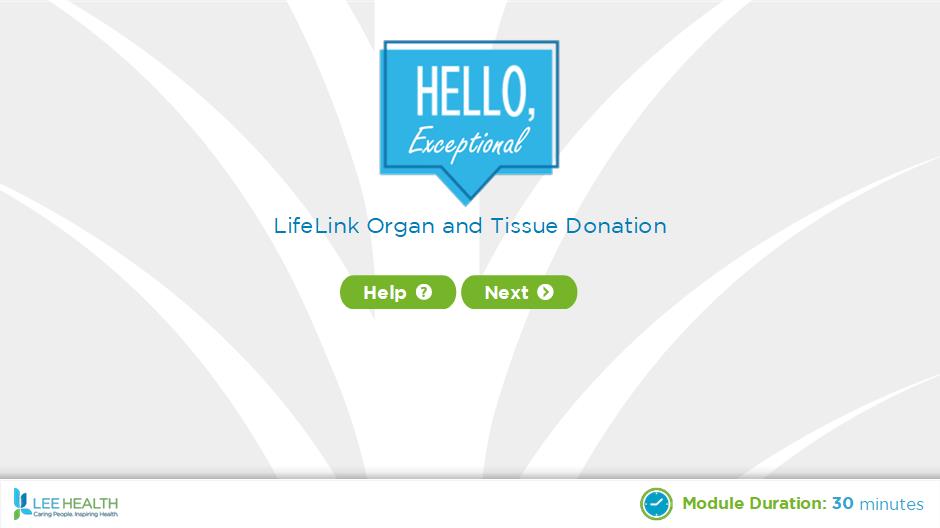 HELLO,
Exceptional
LifeLink Organ and Tissue Donation
Help ?
Next
LEE HEALTH
Caring People. Inspiring Health.
Module Duration: 30 minutes